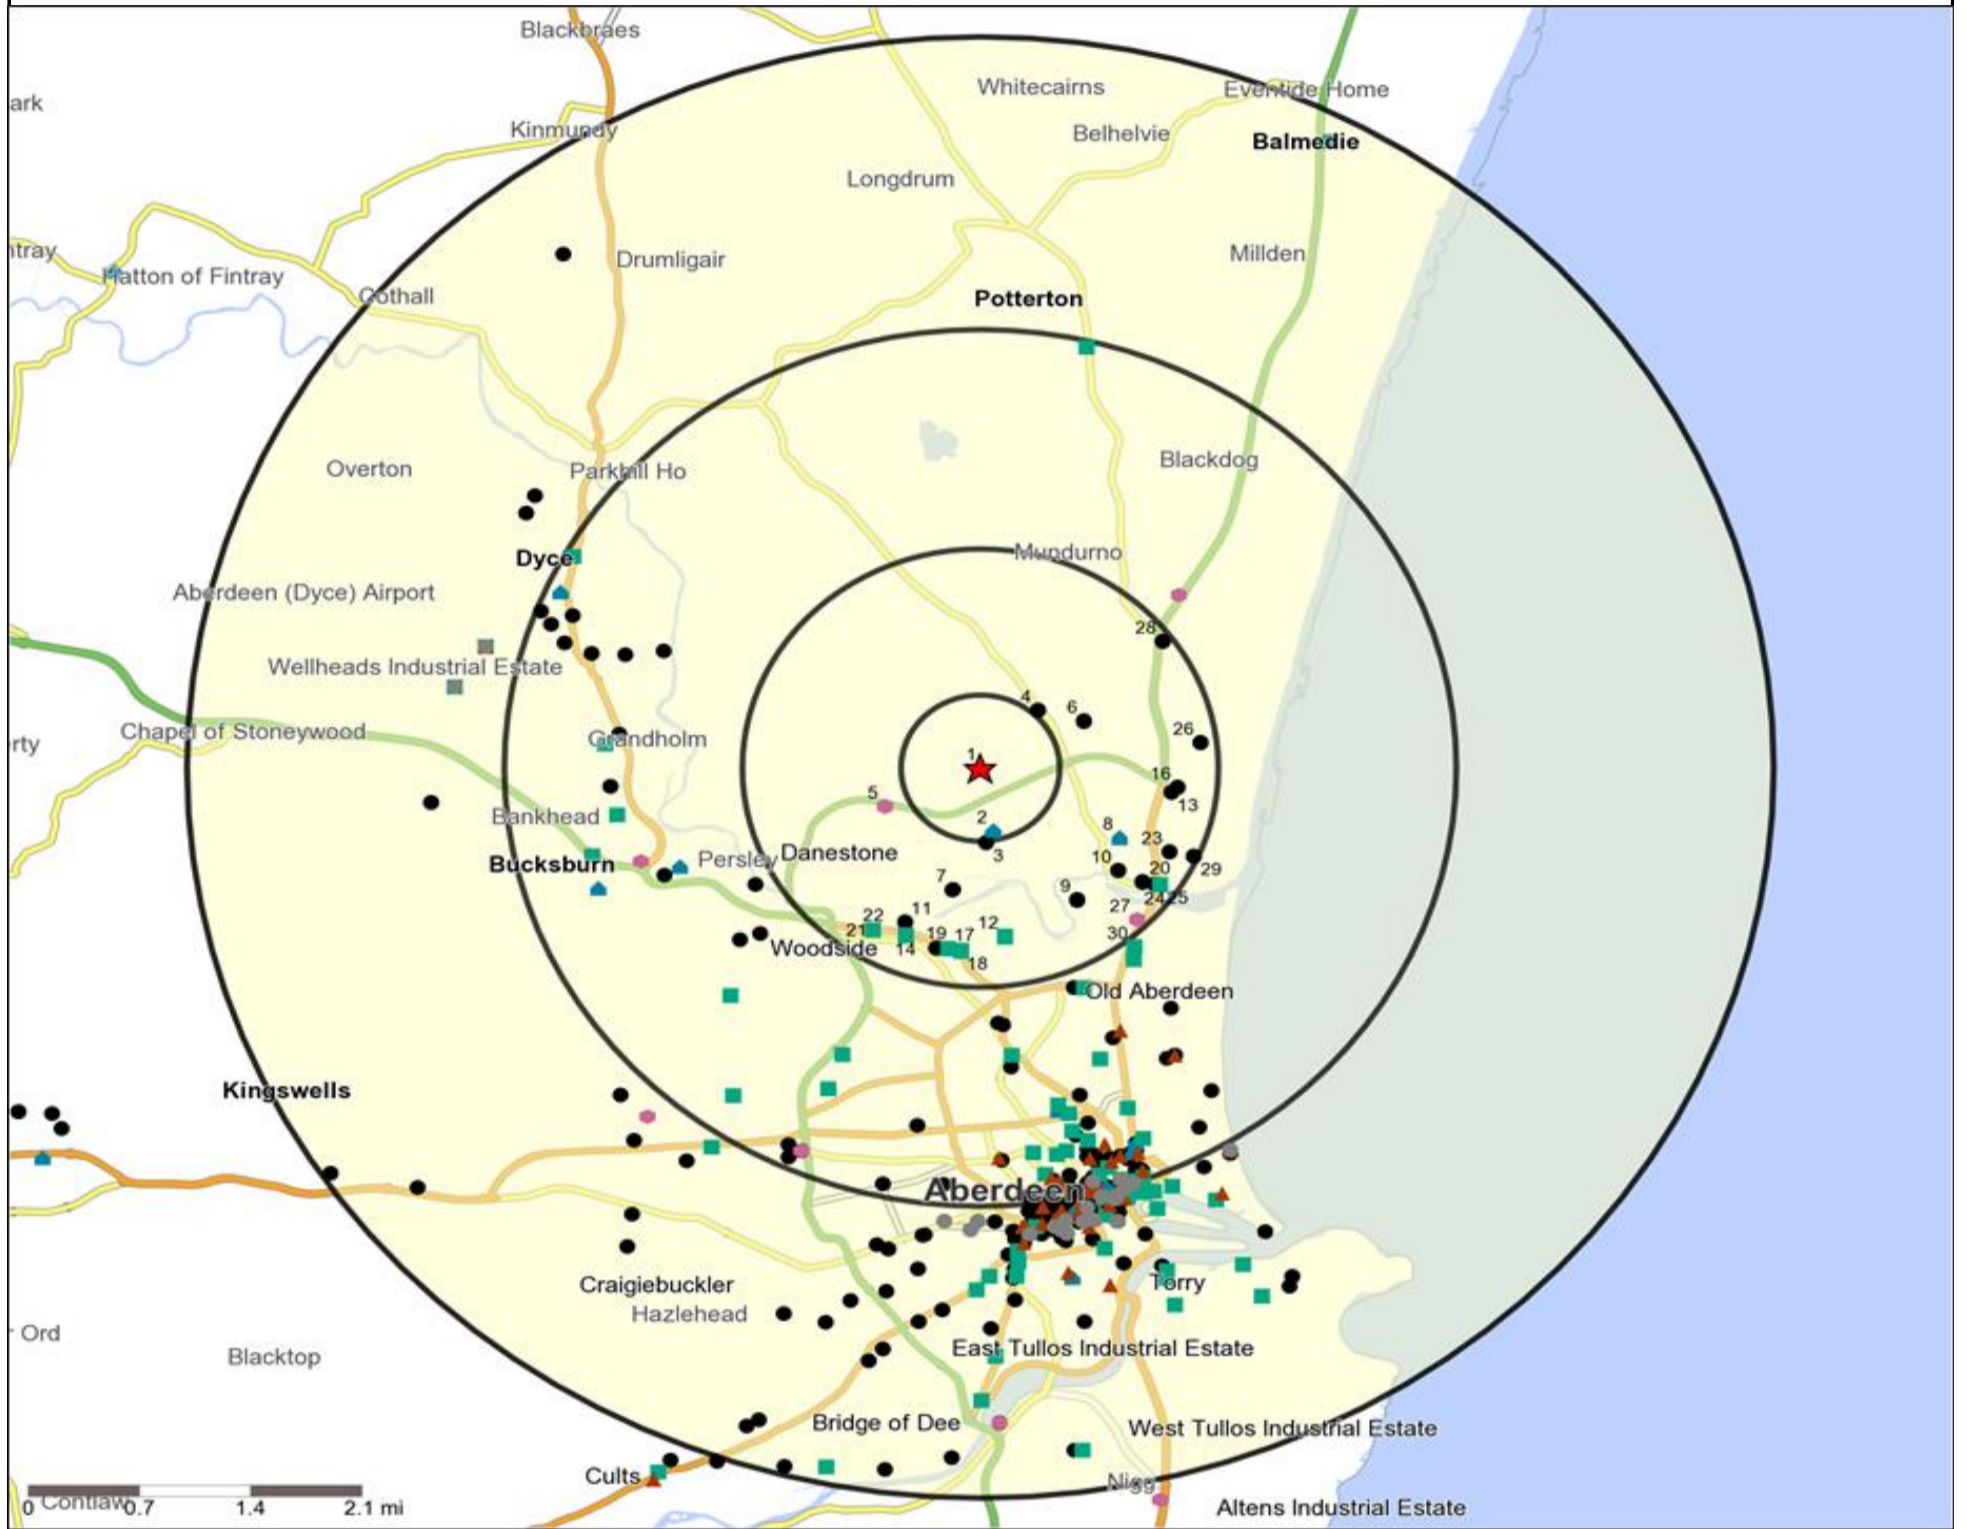 Blackbraes
Whitecairns
Eventide Home
ark
Kinmundy
Belhelvie
Balmedie
Longdrum
ntray
Drumligair
Millden
Hatton of Fintray
Cothall
Potterton
Overton
Parkhill Ho
Blackdog
Mundurno
Dyce
Aberdeen (Dyce) Airport
28
Wellheads Industrial Estate
4
6
26
Chapel of Stoneywood
Grandholm
rty
1
16
5
13
Bankhead
2
8
23
Danestone
Persley
3
10
Bucksburn
20
29
7
9
24 25
22
11
27
21
19
17
12
30
Woodside
14
18
Old Aberdeen
Kingswells
Aberdeen
Craigiebuckler
Torry
Hazlehead
Ord
East Tullos Industrial Estate
Blacktop
Bridge of Dee
West Tullos Industrial Estate
Cults
Nigg
Contlaw
0 0.7 1.4 2.1 mi
Altens Industrial Estate